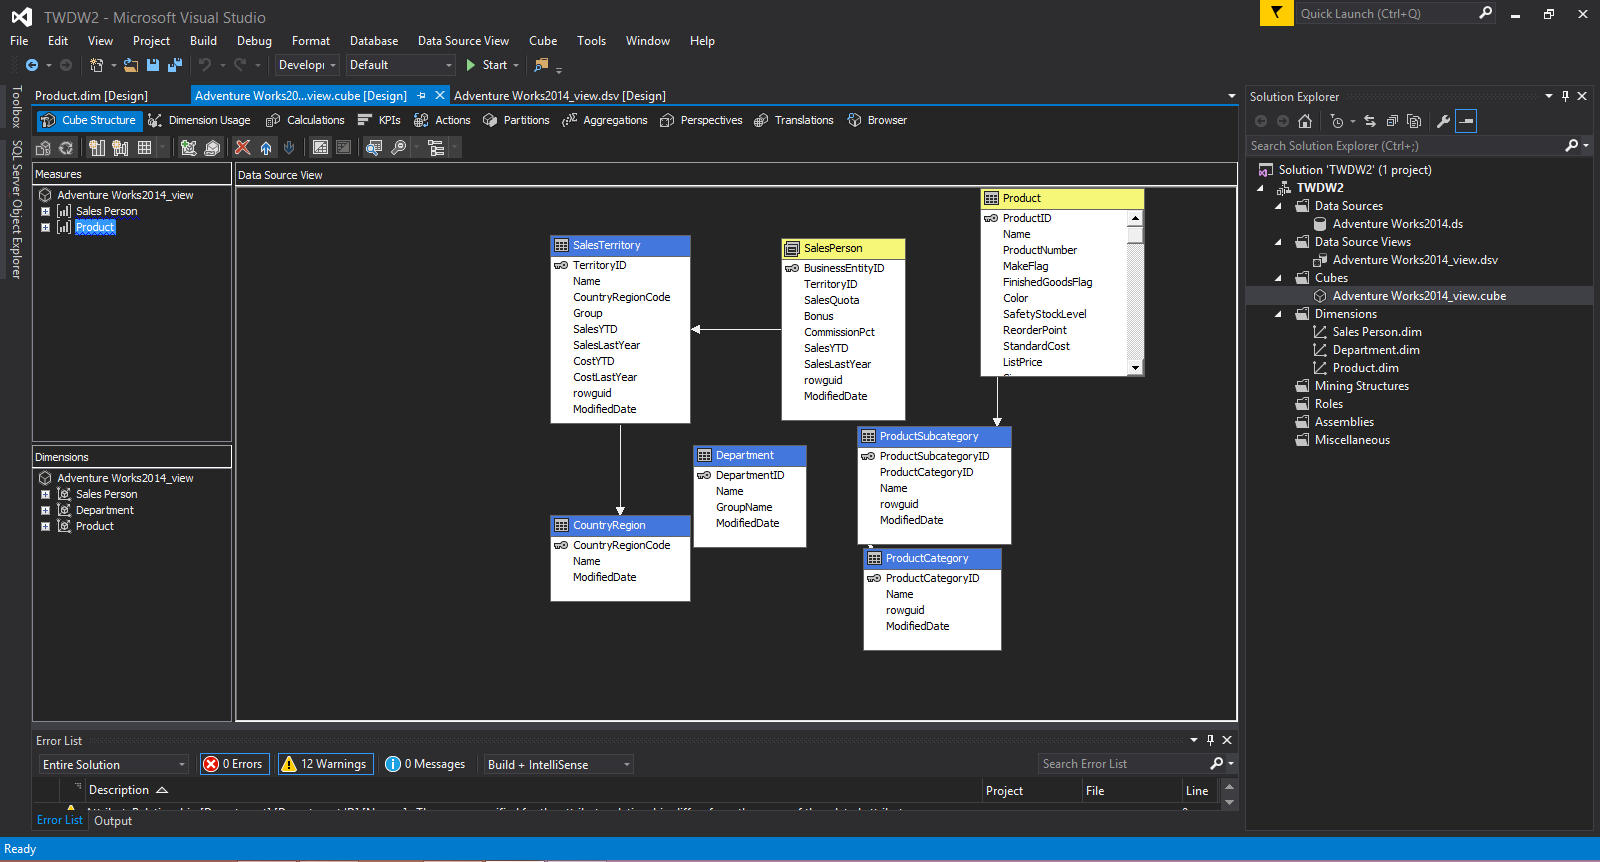 TWDW2 - Microsoft Visual Studio
Quick Launch (Ctrl+Q)
File Edit View Project Build Debug Format Database Data Source View Cube Tools Window Help
Default
Start
Product.dim [Design]
Adventure Works20...view.cube [Design]
Adventure Works2014_view.dsv [Design]
Cube Structure Dimension Usage Calculations KPIs Actions Partitions Aggregations Perspectives Translations Browser
Toolbox
SQL Server Object Explorer
Measures
Adventure Works2014_view
Sales Person
Product
Dimensions
Adventure Works2014_view
Sales Person
Department
Product
Data Source View
SalesTerritory
TerritoryID
Name
CountryRegionCode
Group
SalesYTD
SalesLastYear
CostYTD
CostLastYear
rowguid
ModifiedDate
SalesPerson
BusinessEntityID
TerritoryID
SalesQuota
Bonus
CommissionPct
SalesYTD
SalesLastYear
rowguid
ModifiedDate
Product
ProductID
Name
ProductNumber
MakeFlag
FinishedGoodsFlag
Color
SafetyStockLevel
ReorderPoint
StandardCost
ListPrice
Department
DepartmentID
Name
GroupName
ModifiedDate
CountryRegion
CountryRegionCode
Name
ModifiedDate
ProductSubcategory
ProductSubcategoryID
ProductCategoryID
Name
rowguid
ModifiedDate
ProductCategory
ProductCategoryID
Name
rowguid
ModifiedDate
Solution Explorer
Search Solution Explorer (Ctrl+;)
Solution 'TWDW2' (1 project)
TWDW2
Data Sources
Adventure Works2014.ds
Data Source Views
Adventure Works2014_view.dsv
Cubes
Adventure Works2014_view.cube
Dimensions
Sales Person.dim
Department.dim
Product.dim
Mining Structures
Roles
Assemblies
Miscellaneous
Error List
Entire Solution
0 Errors
12 Warnings
0 Messages
Build + IntelliSense
Search Error List
Description Project File Line
Error List Output
Ready